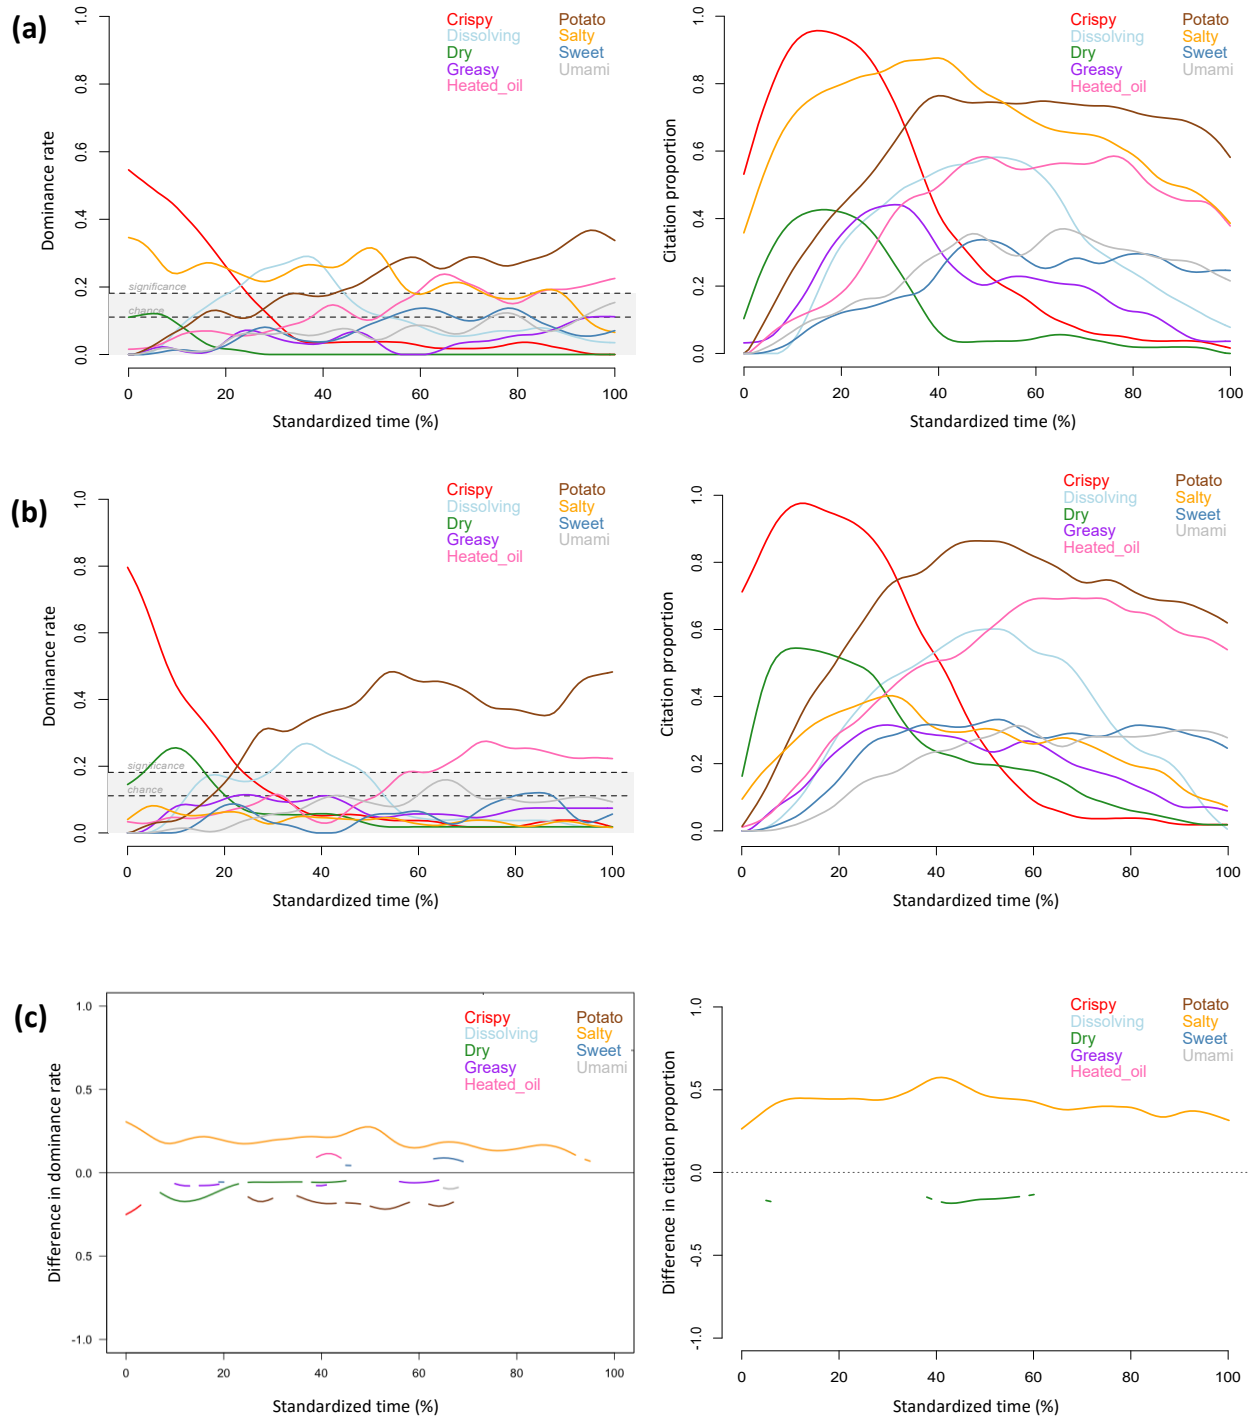 (a)
Dominance rate
1.0
0.8
0.6
0.4
0.2
0.0
Crispy Potato
Dissolving Salty
Dry Sweet
Greasy Umami
Heated_oil
significance
chance
0 20 40 60 80 100
Standardized time (%)
Citation proportion
1.0
0.8
0.6
0.4
0.2
0.0
Crispy Potato
Dissolving Salty
Dry Sweet
Greasy Umami
Heated_oil
0 20 40 60 80 100
Standardized time (%)
(b)
Dominance rate
1.0
0.8
0.6
0.4
0.2
0.0
Crispy Potato
Dissolving Salty
Dry Sweet
Greasy Umami
Heated_oil
significance
chance
0 20 40 60 80 100
Standardized time (%)
Citation proportion
1.0
0.8
0.6
0.4
0.2
0.0
Crispy Potato
Dissolving Salty
Dry Sweet
Greasy Umami
Heated_oil
0 20 40 60 80 100
Standardized time (%)
(c)
Difference in dominance rate
1.0
0.5
0.0
0.5
-1.0
Crispy Potato
Dissolving Salty
Dry Sweet
Greasy Umami
Heated_oil
0 20 40 60 80 100
Standardized time (%)
Difference in citation proportion
1.0
0.5
0.0
-0.5
-1.0
Crispy Potato
Dissolving Salty
Dry Sweet
Greasy Umami
Heated_oil
0 20 40 60 80 100
Standardized time (%)